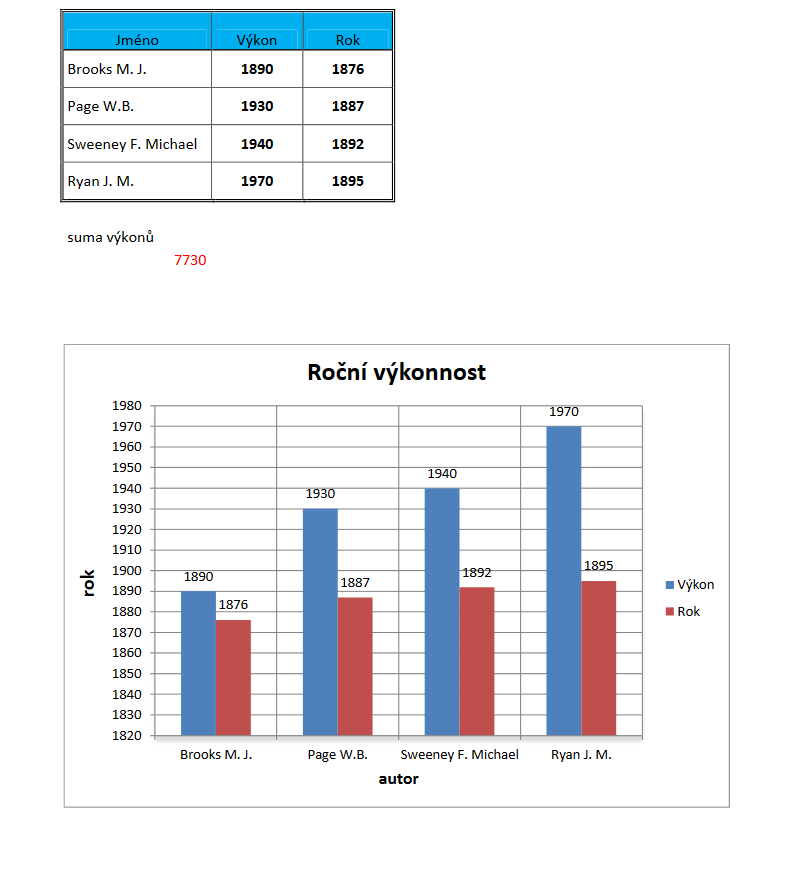 Jméno Výkon Rok
Brooks M. J. 1890 1876
Page W.B. 1930 1887
Sweeney F. Michael 1940 1892
Ryan J. M. 1970 1895
suma výkonů
7730
Roční výkonnost
1980
1970
1960
1950
1940
1930
1920
1910
1900
1890
1880
1870
1860
1850
1840
1830
1820
rok
1890
1876
1930
1887
1940
1892
1970
1895
Výkon
Rok
Brooks M. J. Page W.B. Sweeney F. Michael Ryan J. M.
autor